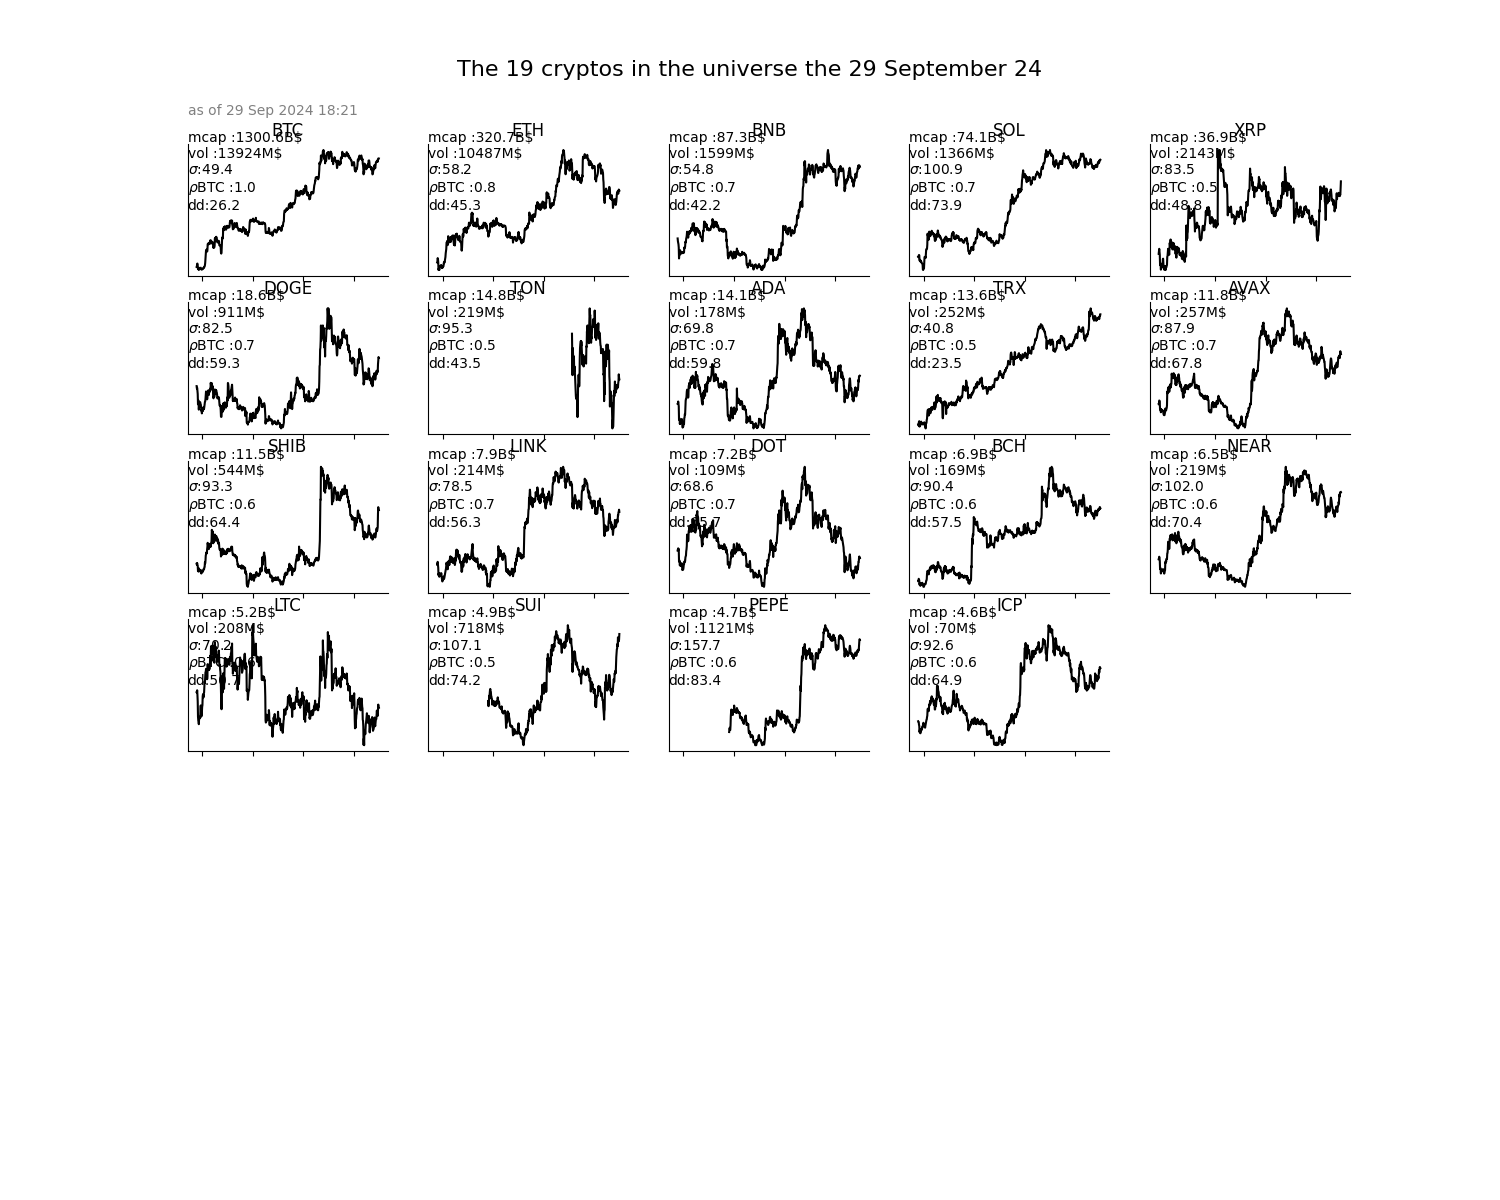 The 19 cryptos in the universe the 29 September 24
as of 29 Sep 2024 18:21
BTC
mcap :1300.6B$
vol :13924M$
σ:49.4
ρBTC :1.0
dd:26.2
ETH
mcap :320.7B$
vol :10487M$
σ:58.2
ρBTC :0.8
dd:45.3
BNB
mcap :87.3B$
vol :1599M$
σ:54.8
ρBTC :0.7
dd:42.2
SOL
mcap :74.1B$
vol :1366M$
σ:100.9
ρBTC :0.7
dd:73.9
XRP
mcap :36.9B$
vol :2143M$
σ:83.5
ρBTC :0.5
dd:48.8
DOGE
mcap :18.6B$
vol :911M$
σ:82.5
ρBTC :0.7
dd:59.3
TON
mcap :14.8B$
vol :219M$
σ:95.3
ρBTC :0.5
dd:43.5
ADA
mcap :14.1B$
vol :178M$
σ:69.8
ρBTC :0.7
dd:59.8
TRX
mcap :13.6B$
vol :252M$
σ:40.8
ρBTC :0.5
dd:23.5
AVAX
mcap :11.8B$
vol :257M$
σ:87.9
ρBTC :0.7
dd:67.8
SHIB
mcap :11.5B$
vol :544M$
σ:93.3
ρBTC :0.6
dd:64.4
LINK
mcap :7.9B$
vol :214M$
σ:78.5
ρBTC :0.7
dd:56.3
DOT
mcap :7.2B$
vol :109M$
σ:68.6
ρBTC :0.7
BCH
mcap :6.9B$
vol :169M$
σ:90.4
ρBTC :0.6
dd:57.5
NEAR
mcap :6.5B$
vol :219M$
σ:102.0
ρBTC :0.6
dd:70.4
LTC
mcap :5.2B$
vol :208M$
σ:70.2
SUI
mcap :4.9B$
vol :718M$
σ:107.1
ρBTC :0.5
dd:74.2
PEPE
mcap :4.7B$
vol :1121M$
σ:157.7
ρBTC :0.6
dd:83.4
ICP
mcap :4.6B$
vol :70M$
σ:92.6
ρBTC :0.6
dd:64.9